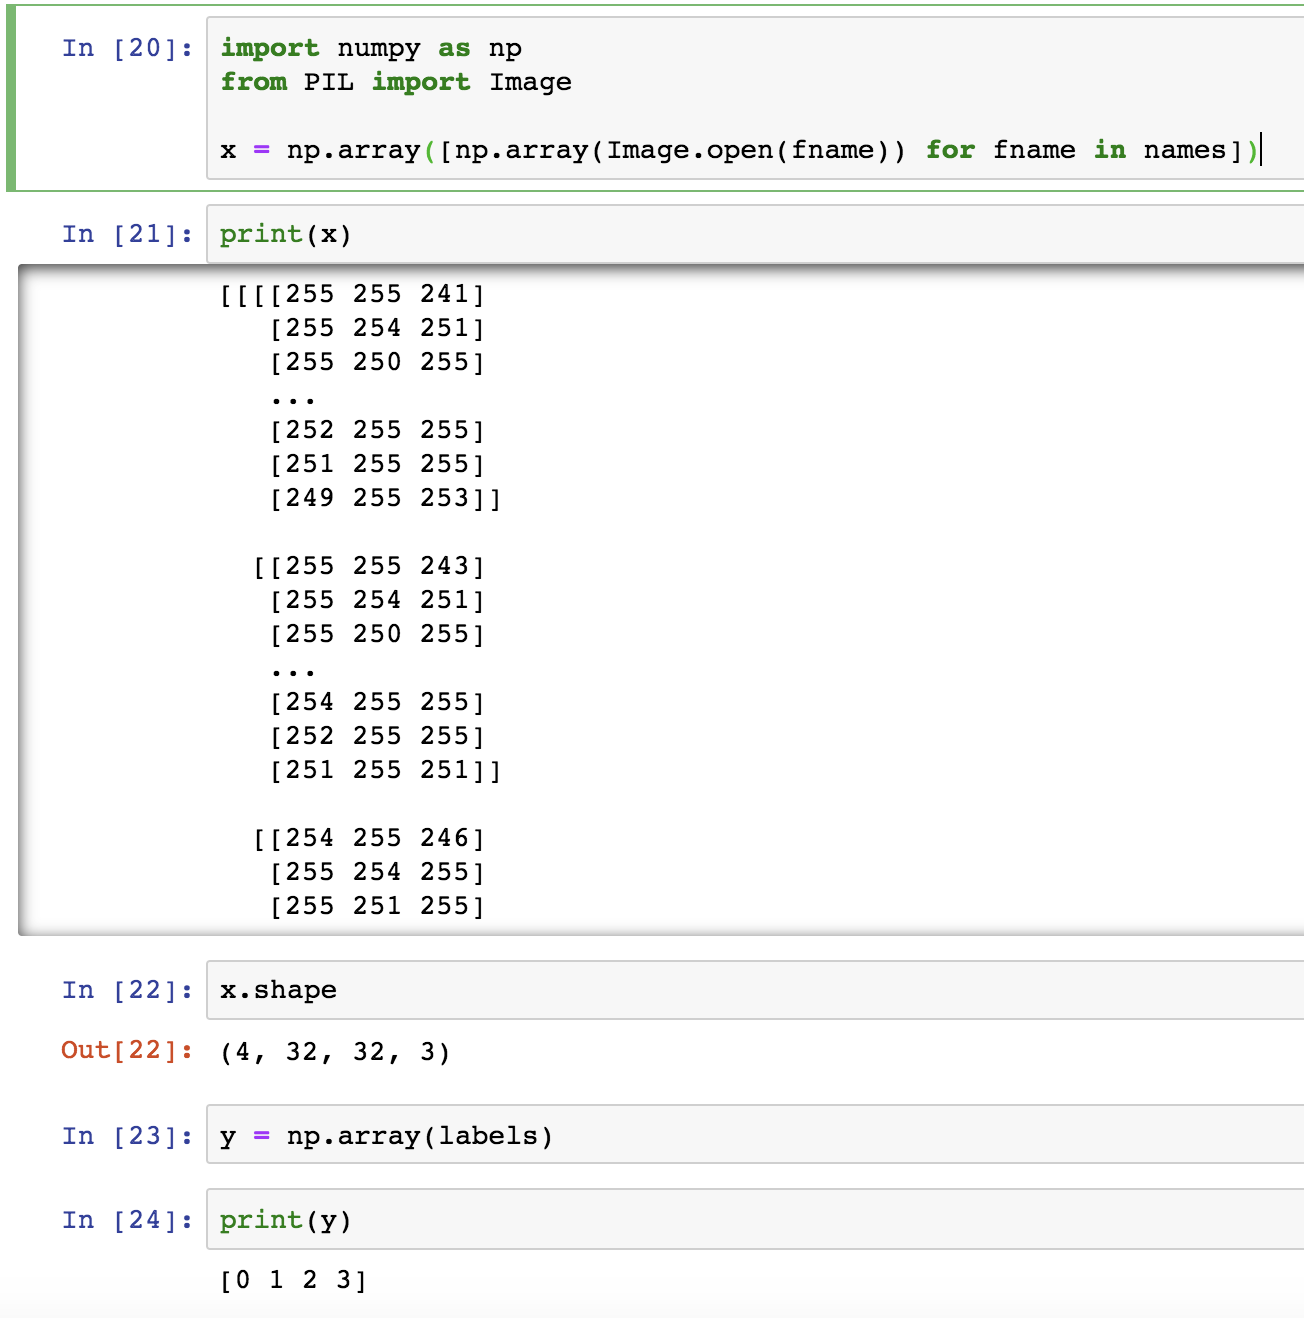 In [20]: import numpy as np
from PIL import Image
x = np.array([np.array(Image.open(fname)) for fname in names])
In [21]: print(x)
[[[[255 255 241]
[255 254 251]
[255 250 255]
...
[252 255 255]
[251 255 255]
[249 255 253]]
[[255 255 243]
[255 254 251]
[255 250 255]
...
[254 255 255]
[252 255 255]
[251 255 251]]
[[254 255 246]
[255 254 255]
[255 251 255]
In [22]: x.shape
Out[22]: (4, 32, 32, 3)
In [23]: y = np.array(labels)
In [24]: print(y)
[0 1 2 3]